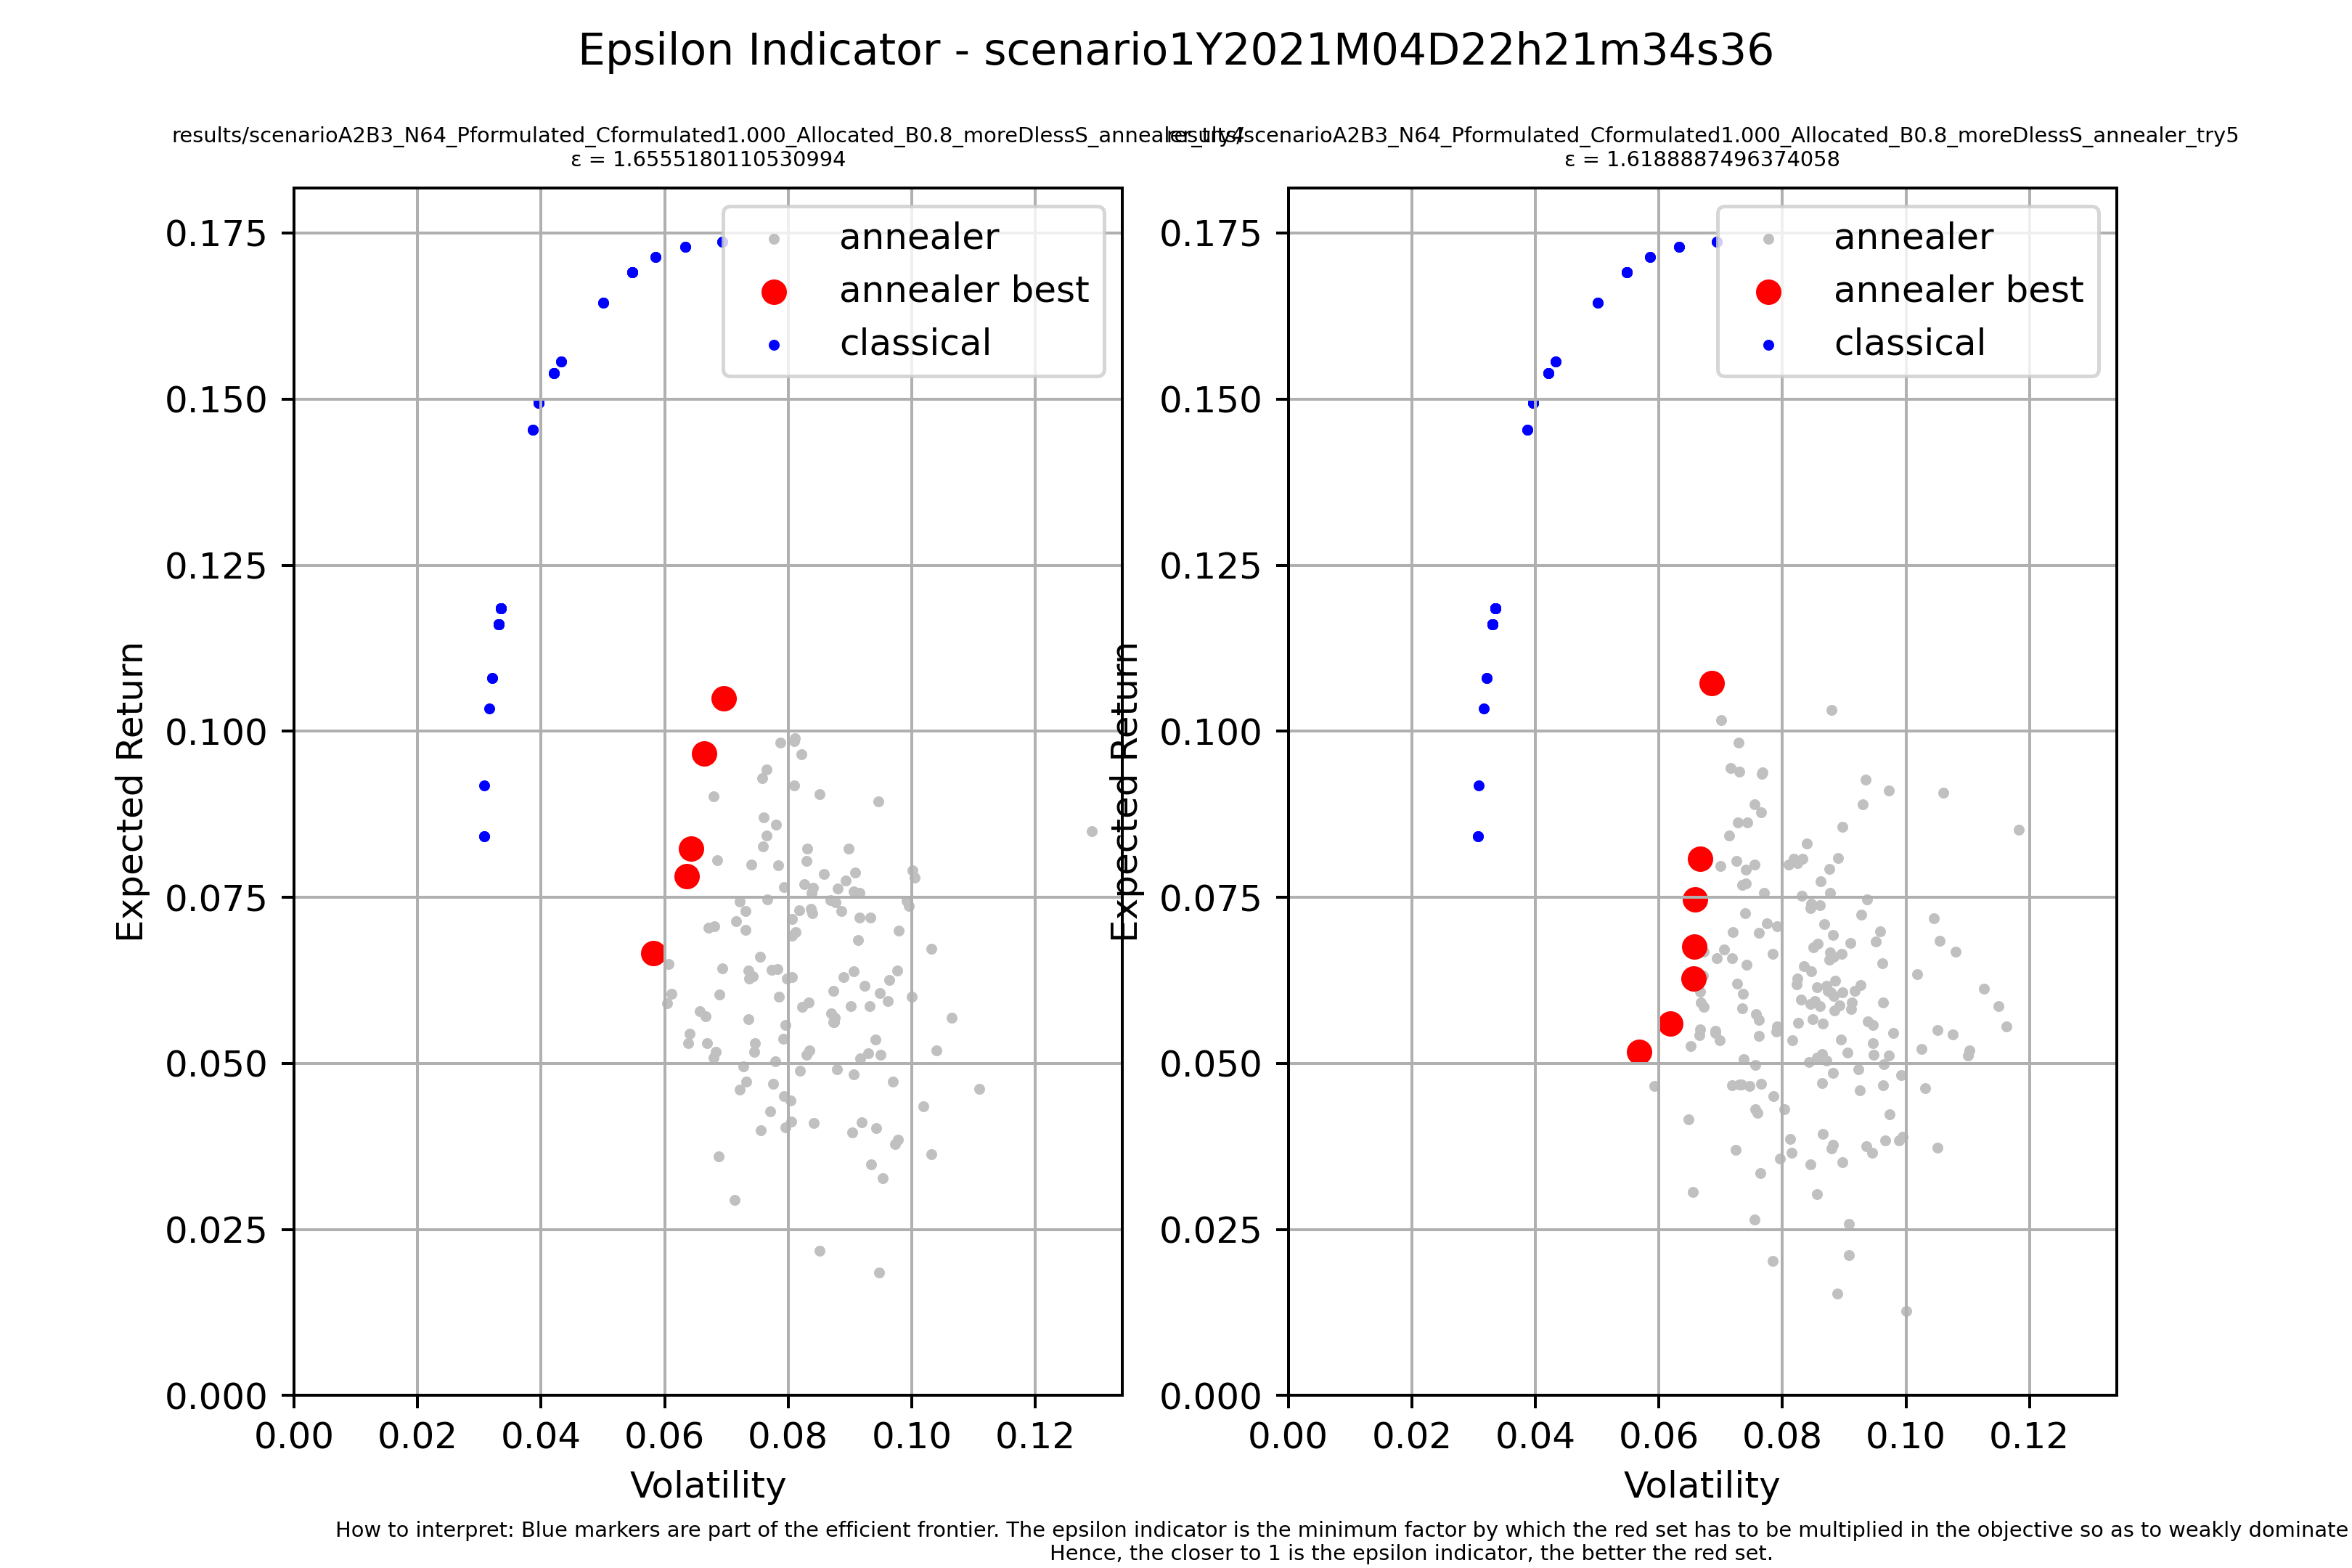 Epsilon Indicator - scenario1Y2021M04D22h21m34s36
results/scenarioA2B3_N64_Pformulated_Cformulated1.000_Allocated_B0.8_moreDlessS_annealer_try4
ε = 1.6555180110530994
0.175
0.150
0.125
0.100
0.075
0.050
0.025
0.000
Expected Return
annealer
annealer best
classical
0.00 0.02 0.04 0.06 0.08 0.10 0.12
Volatility
results/scenarioA2B3_N64_Pformulated_Cformulated1.000_Allocated_B0.8_moreDlessS_annealer_try5
ε = 1.6188887496374058
0.175
0.150
0.125
0.100
0.075
0.050
0.025
0.000
Expected Return
annealer
annealer best
classical
0.00 0.02 0.04 0.06 0.08 0.10 0.12
Volatility
How to interpret: Blue markers are part of the efficient frontier. The epsilon indicator is the minimum factor by which the red set has to be multiplied in the objective so as to weakly dominate
Hence, the closer to 1 is the epsilon indicator, the better the red set.